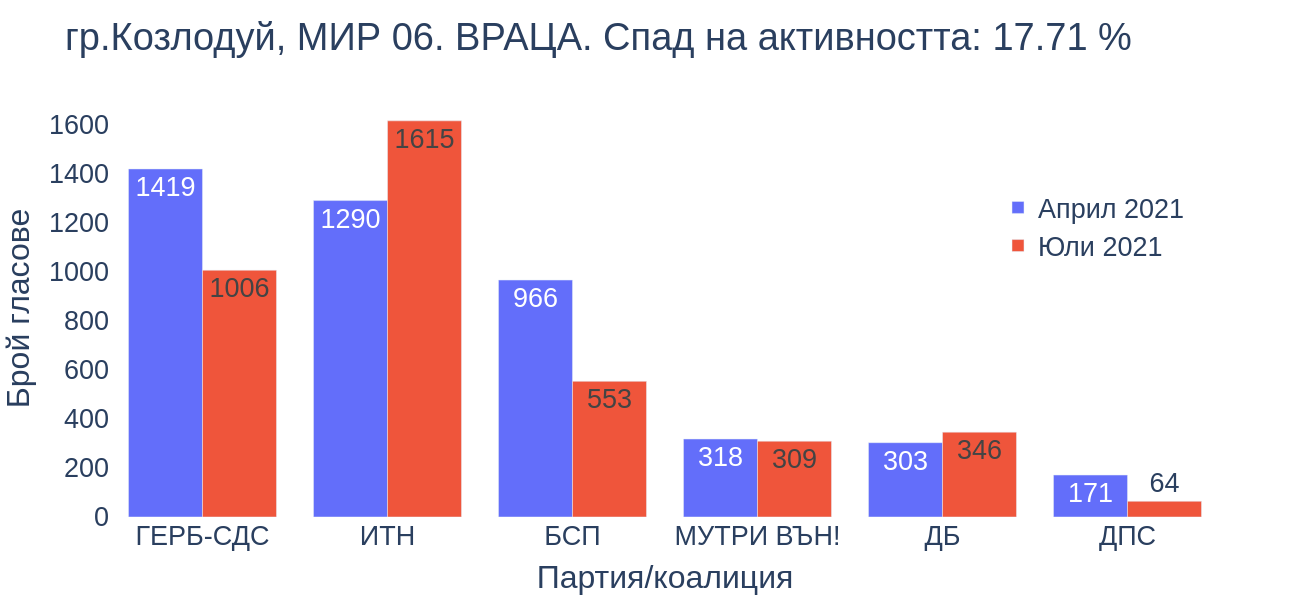 гр.Козлодуй, МИР 06. ВРАЦА. Спад на активността: 17.71 %
Брой гласове
1600
1400
1200
1000
800
600
400
200
0
1419
1006
1290
1615
966
553
318
309
303
346
171
64
Април 2021
Юли 2021
ГЕРБ-СДС
ИТН
БСП
МУТРИ ВЪН!
ДБ
ДПС
Партия/коалиция